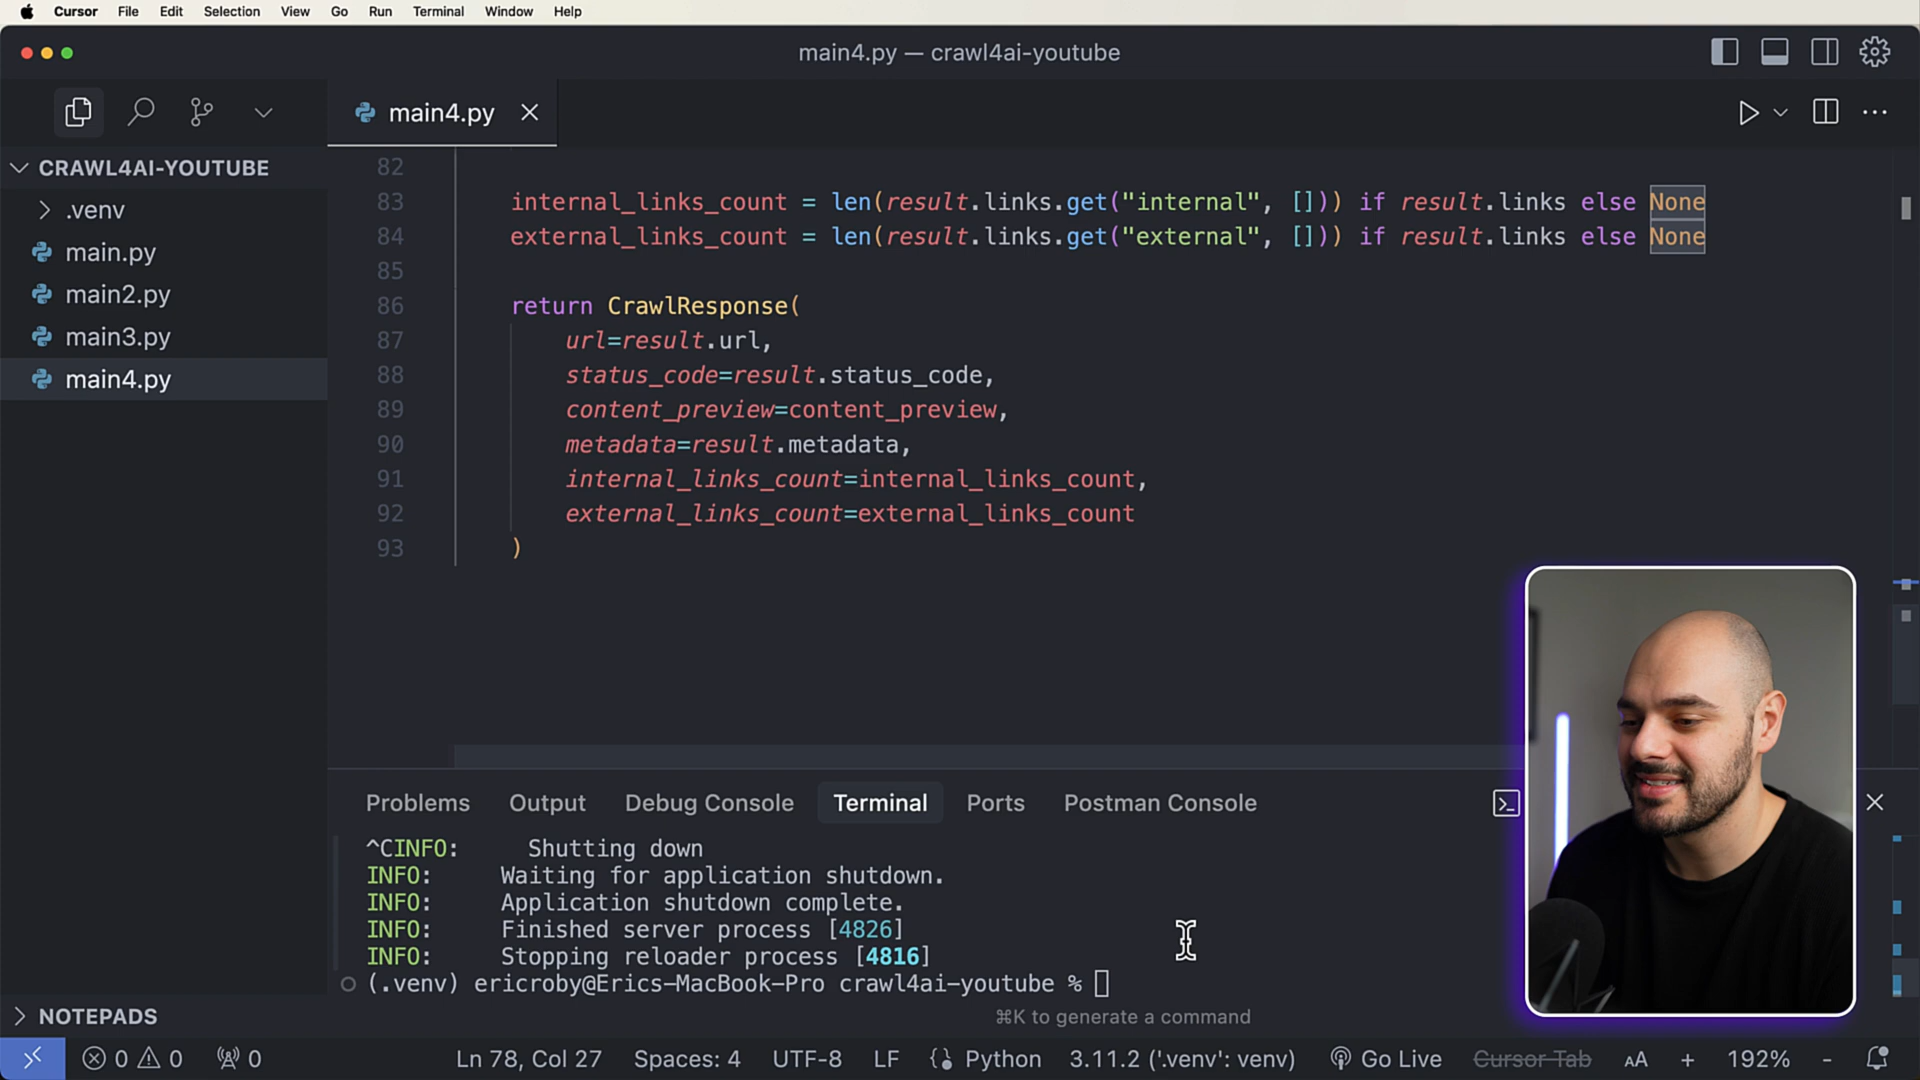 Cursor File Edit Selection View Go Run Terminal Window Help
main4.py — crawl4ai-youtube
main4.py
CRAWL4AI-YOUTUBE
.venv
main.py
main2.py
main3.py
main4.py
82
83 internal_links_count = len(result.links.get("internal", [])) if result.links else None
84 external_links_count = len(result.links.get("external", [])) if result.links else None
85
86 return CrawlResponse(
87 url=result.url,
88 status_code=result.status_code,
89 content_preview=content_preview,
90 metadata=result.metadata,
91 internal_links_count=internal_links_count,
92 external_links_count=external_links_count
93 )
Problems Output Debug Console Terminal Ports Postman Console
^CINFO: Shutting down
INFO: Waiting for application shutdown.
INFO: Application shutdown complete.
INFO: Finished server process [4826]
INFO: Stopping reloader process [4816]
(.venv) ericroby@Erics-MacBook-Pro crawl4ai-youtube %
NOTEPADS
⌘K to generate a command
0 0 0 Ln 78, Col 27 Spaces: 4 UTF-8 LF Python 3.11.2 ('.venv': venv) Go Live Cursor Tab AA + 192% -